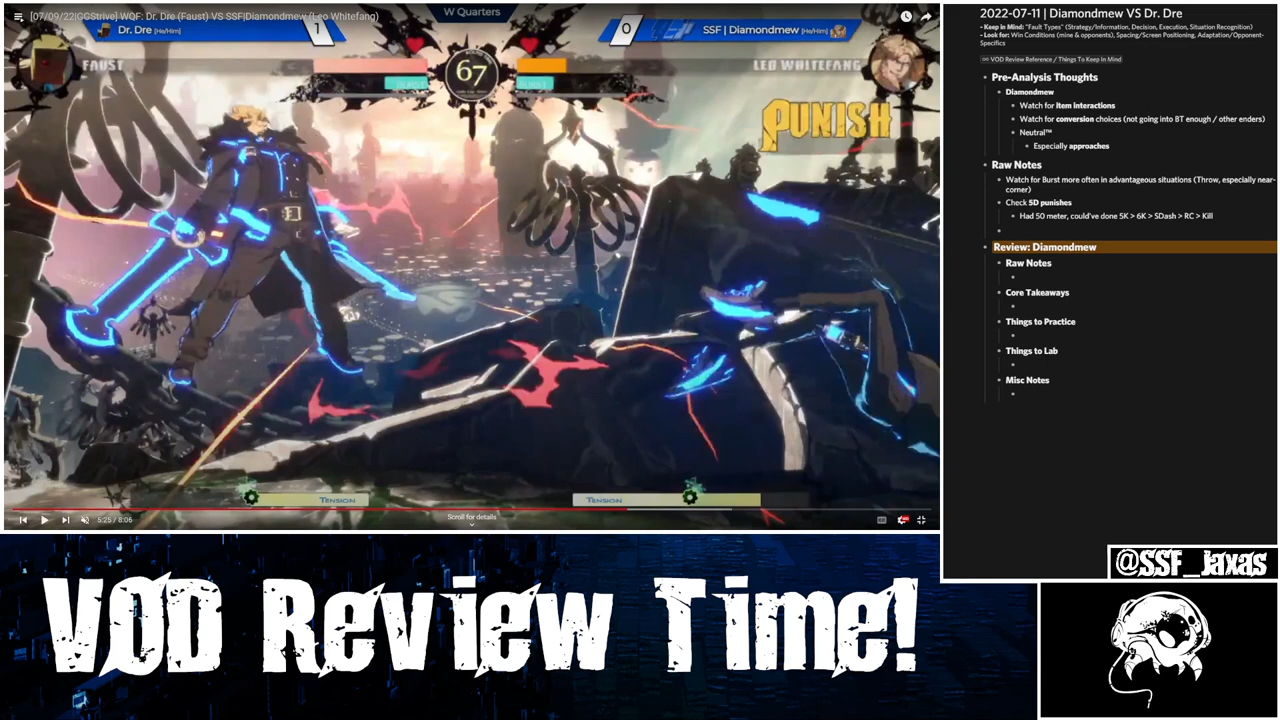 [07/09/22|GGStrive] WQF: Dr. Dre (Faust) VS SSF|Diamondmew (Leo Whitefang)
W Quarters
Dr. Dre [He/Him]
1
0
SSF | Diamondmew [He/Him]
FAUST
67
LEO WHITEFANG
BURST
BURST
PUNISH
TENSION
TENSION
5:25 / 8:06
Scroll for details
2022-07-11 | Diamondmew VS Dr. Dre
- Keep in Mind: "Fault Types" (Strategy/Information, Decision, Execution, Situation Recognition)
- Look for: Win Conditions (mine & opponents), Spacing/Screen Positioning, Adaptation/Opponent-
Specifics
VOD Review Reference / Things To Keep In Mind
Pre-Analysis Thoughts
Diamondmew
Watch for item interactions
Watch for conversion choices (not going into BT enough / other enders)
Neutral™
Especially approaches
Raw Notes
Watch for Burst more often in advantageous situations (Throw, especially near-
corner)
Check 5D punishes
Had 50 meter, could've done 5K > 6K > SDash > RC > Kill
Review: Diamondmew
Raw Notes
Core Takeaways
Things to Practice
Things to Lab
Misc Notes
@SSF_Jaxas
VOD Review Time!